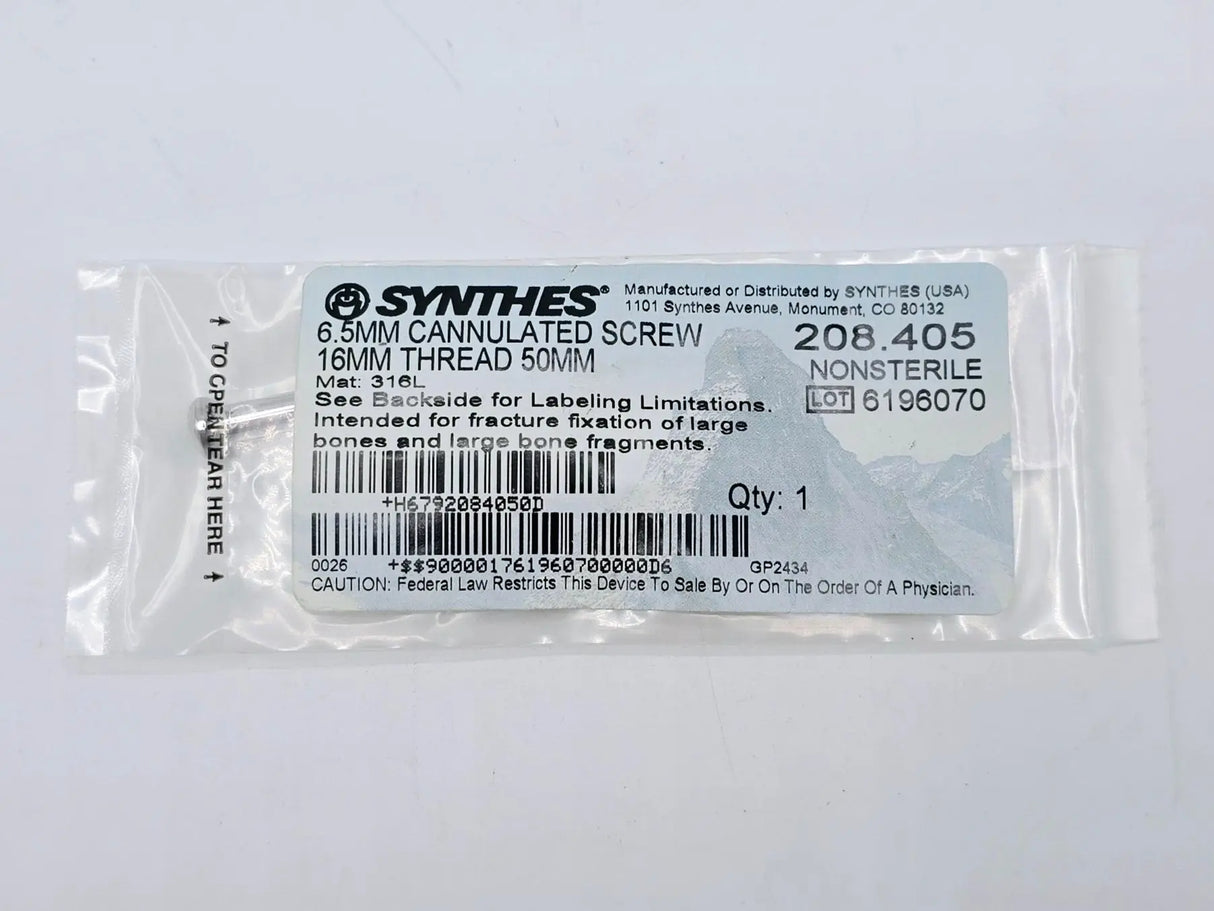 SYNTHES®
Manufactured or Distributed by SYNTHES (USA)
1101 Synthes Avenue, Monument, CO 80132
6.5MM CANNULATED SCREW
16MM THREAD 50MM
208.405
NONSTERILE
LOT 6196070
Mat: 316L
See Backside for Labeling Limitations.
Intended for fracture fixation of large
bones and large bone fragments.
+H6792084050D
Qty: 1
0026 +$$9000001761960700000D6 GP2434
CAUTION: Federal Law Restricts This Device To Sale By Or On The Order Of A Physician.
TO OPEN TEAR HERE